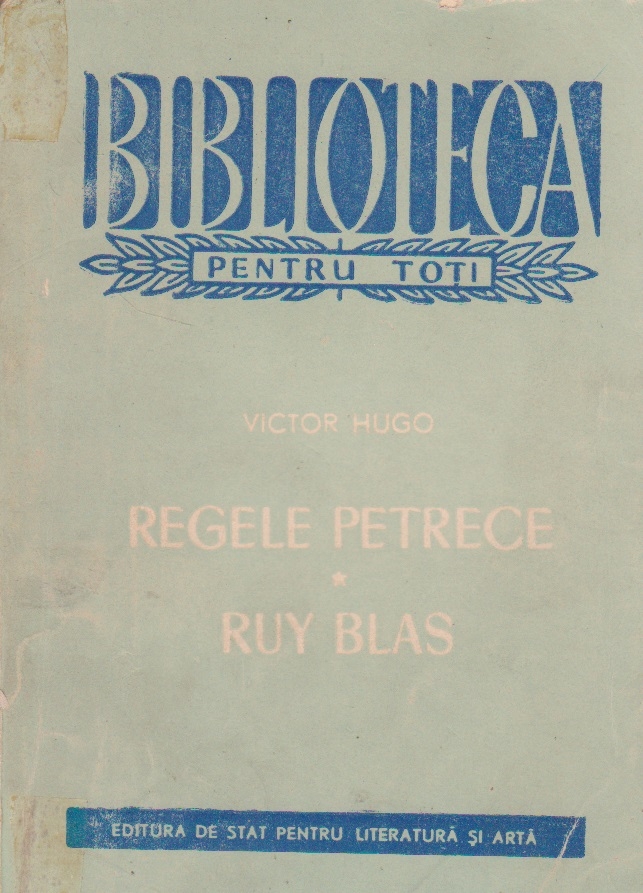 BIBLIOTECA
PENTRU TOȚI
VICTOR HUGO
REGELE PETRECE
★
RUY BLAS
EDITURA DE STAT PENTRU LITERATURĂ ȘI ARTĂ